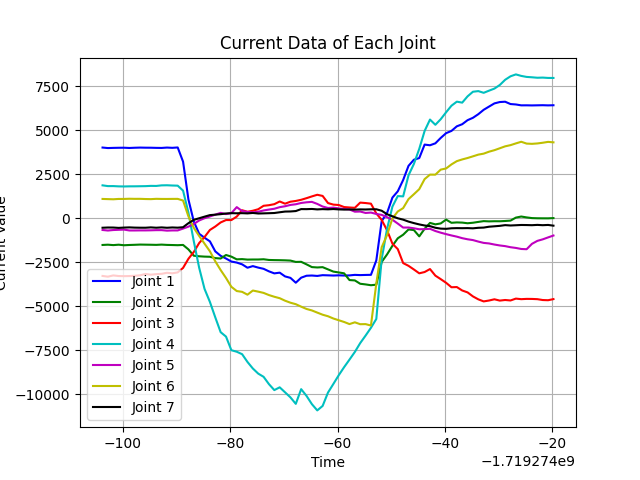 Current Data of Each Joint
7500
5000
2500
0
−2500
−5000
−7500
−10000
Current Value
Joint 1
Joint 2
Joint 3
Joint 4
Joint 5
Joint 6
Joint 7
−100
−80
−60
−40
−20
Time
−1.719274e9